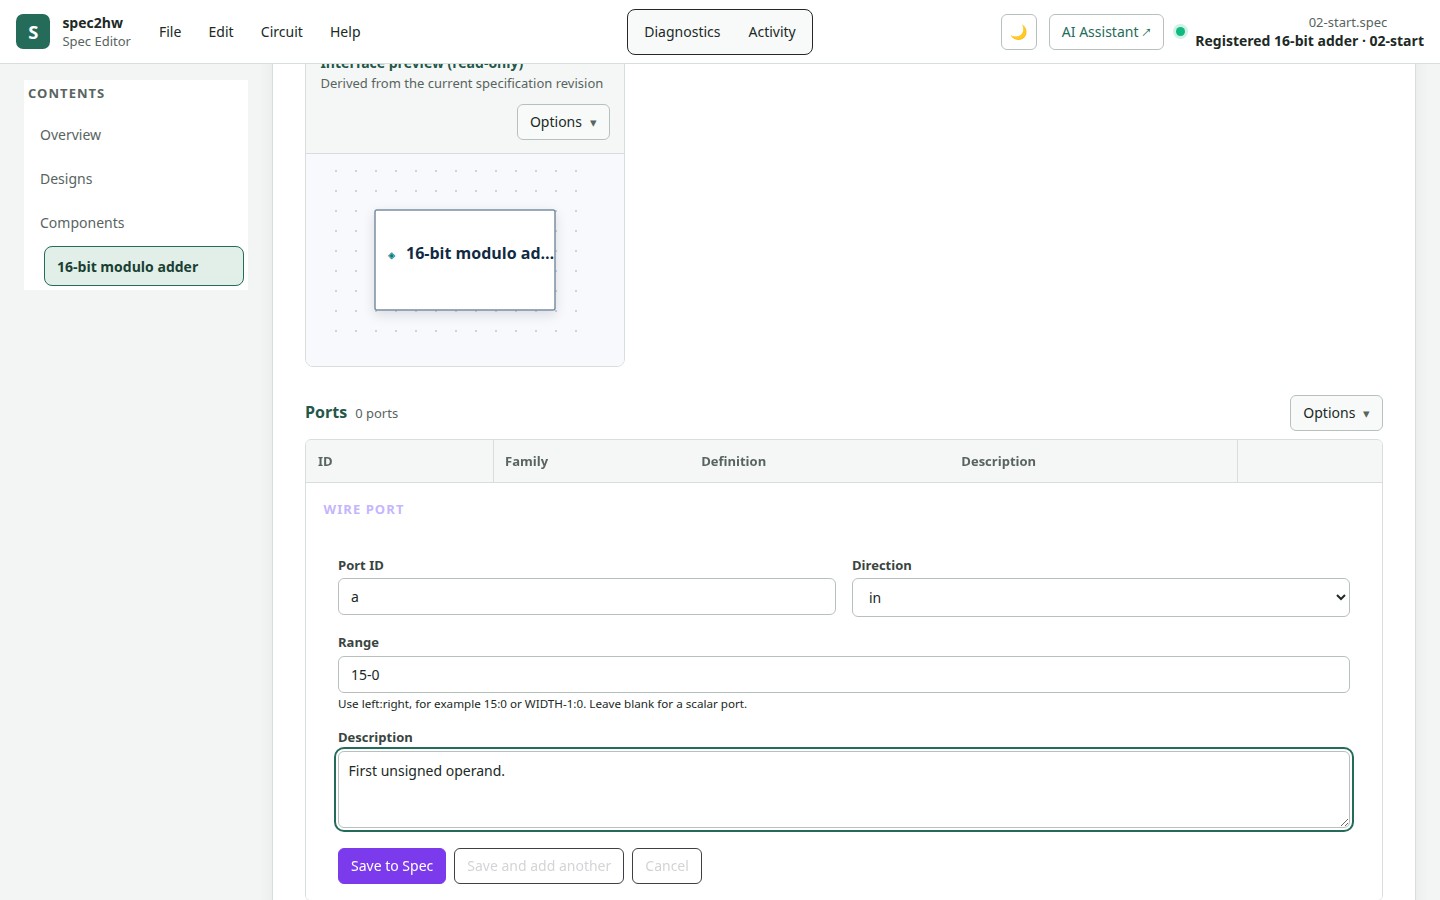 S
spec2hw
Spec Editor
File
Edit
Circuit
Help
Diagnostics
Activity
AI Assistant ↗
02-start.spec
Registered 16-bit adder · 02-start
CONTENTS
Overview
Designs
Components
16-bit modulo adder
Interface preview (read-only)
Derived from the current specification revision
Options ▾
16-bit modulo ad...
Ports 0 ports
Options ▾
ID
Family
Definition
Description
WIRE PORT
Port ID
Direction
a
in
Range
15-0
Use left:right, for example 15:0 or WIDTH-1:0. Leave blank for a scalar port.
Description
First unsigned operand.
Save to Spec
Save and add another
Cancel